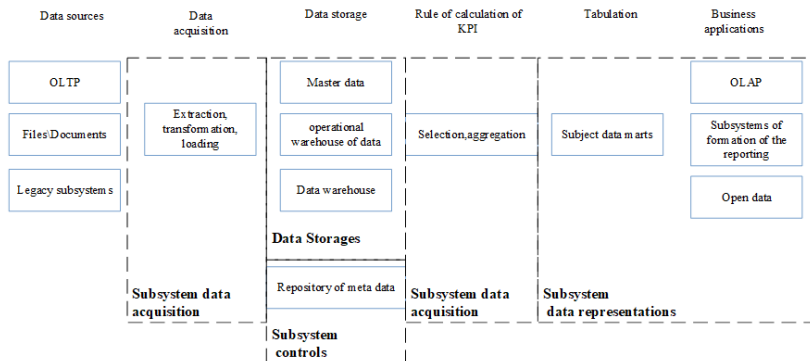 Data sources
Data
acquisition
Data storage
Rule of calculation of
KPI
Tabulation
Business
applications
OLTP
Files\Documents
Legacy subsystems
Extraction,
transformation,
loading
Subsystem data
acquisition
Master data
operational
warehouse of data
Data warehouse
Data Storages
Repository of meta data
Subsystem
controls
Selection,aggregation
Subsystem data
acquisition
Subject data marts
OLAP
Subsystems of
formation of the
reporting
Open data
Subsystem
data representations